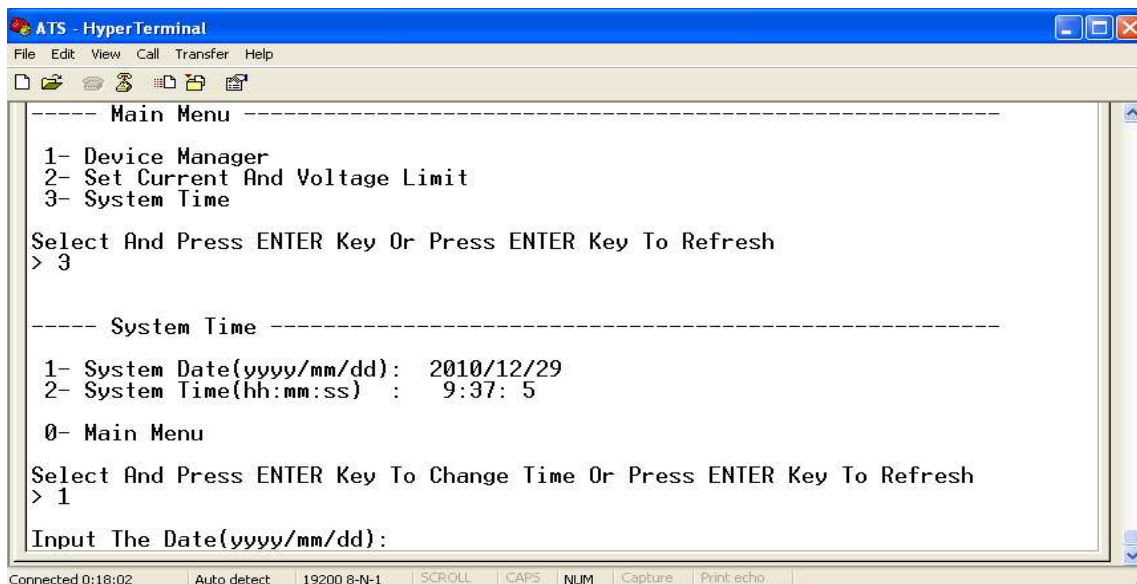 ATS - HyperTerminal
File Edit View Call Transfer Help
----- Main Menu ---------------------------------------------------------
1- Device Manager
2- Set Current And Voltage Limit
3- System Time
Select And Press ENTER Key Or Press ENTER Key To Refresh
> 3
----- System Time -------------------------------------------------------
1- System Date(yyyy/mm/dd): 2010/12/29
2- System Time(hh:mm:ss) : 9:37: 5
0- Main Menu
Select And Press ENTER Key To Change Time Or Press ENTER Key To Refresh
> 1
Input The Date(yyyy/mm/dd):
Connected 0:18:02 Auto detect 19200 8-N-1 SCROLL CAPS NUM Capture Print echo